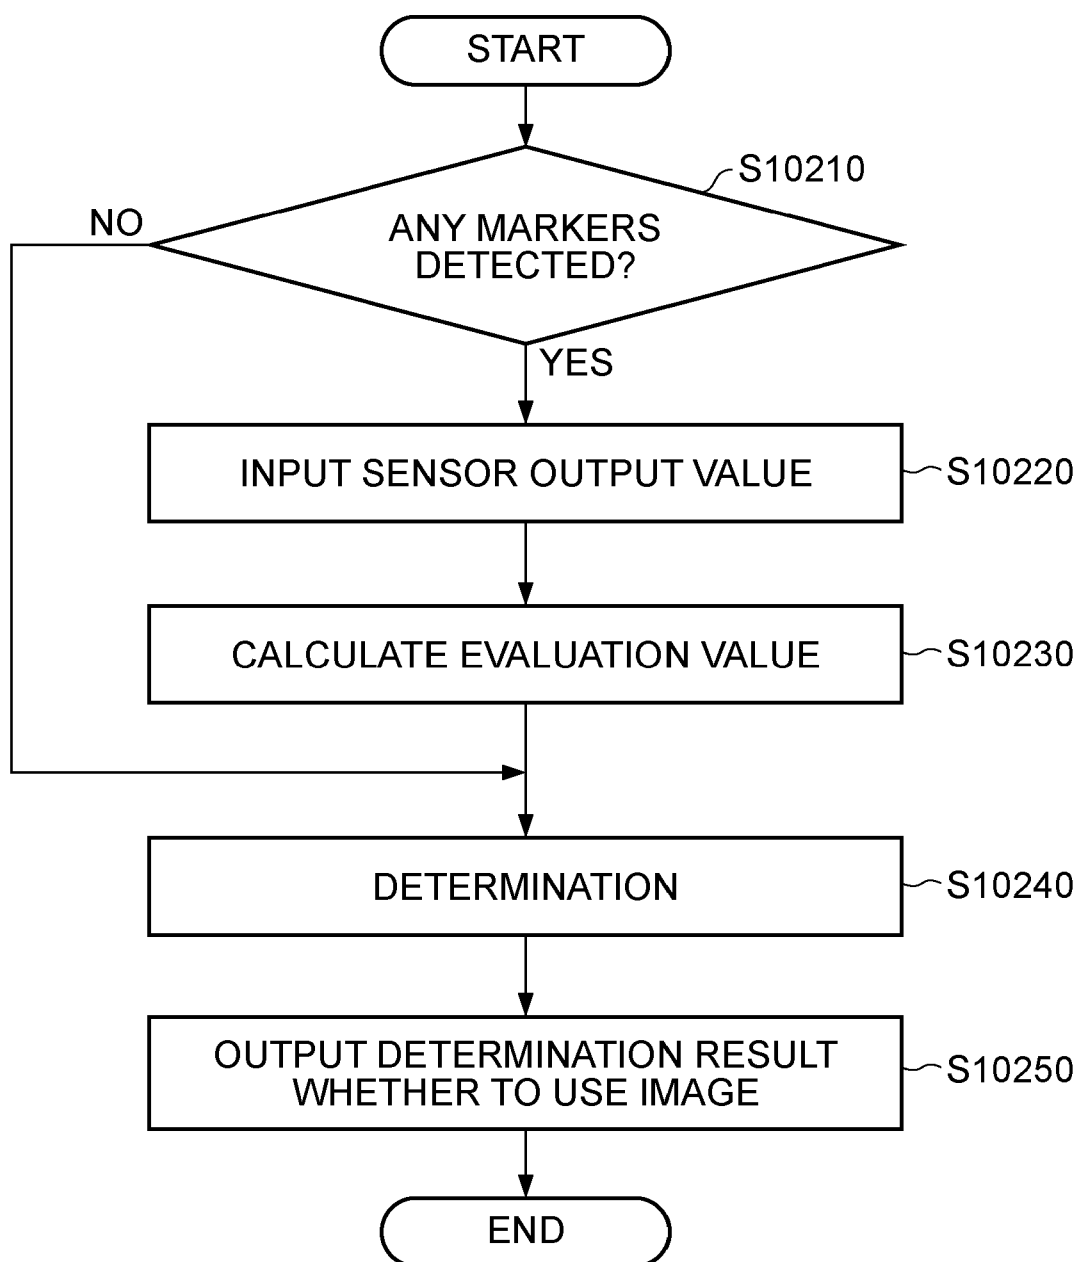 START
S10210
NO
ANY MARKERS
DETECTED?
YES
INPUT SENSOR OUTPUT VALUE
S10220
CALCULATE EVALUATION VALUE
S10230
DETERMINATION
S10240
OUTPUT DETERMINATION RESULT
WHETHER TO USE IMAGE
S10250
END